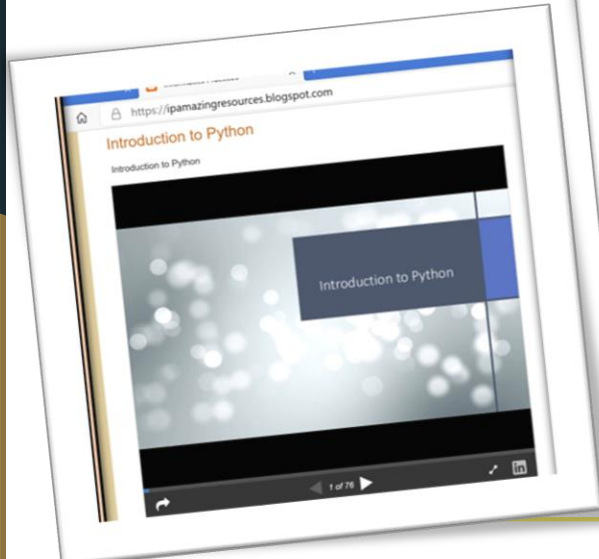 https://ipamazingresources.blogspot.com
Introduction to Python
Introduction to Python
Introduction to Python
1 of 76
in